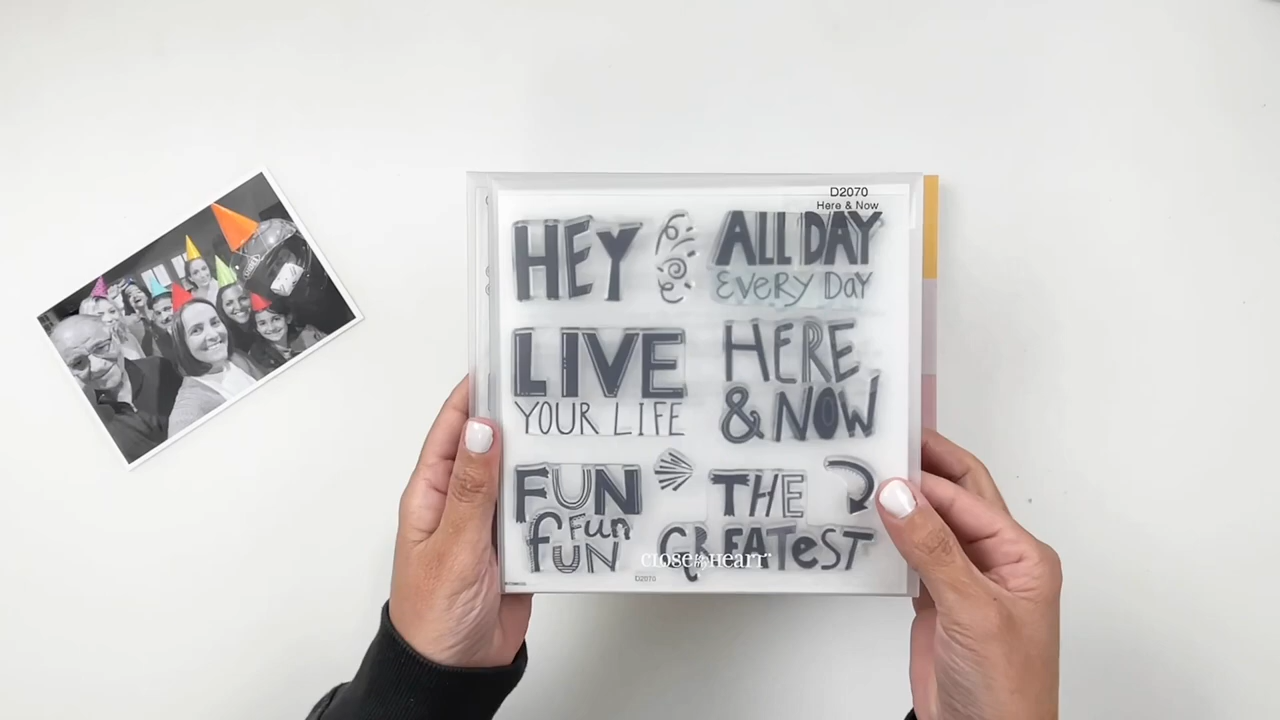 D2070
Here & Now
HEY
ALL DAY
EVERY DAY
LIVE
YOUR LIFE
HERE
& NOW
FUN
Fun
FUN
THE
GREATEST
CLOSE TO MY HEART
D2070